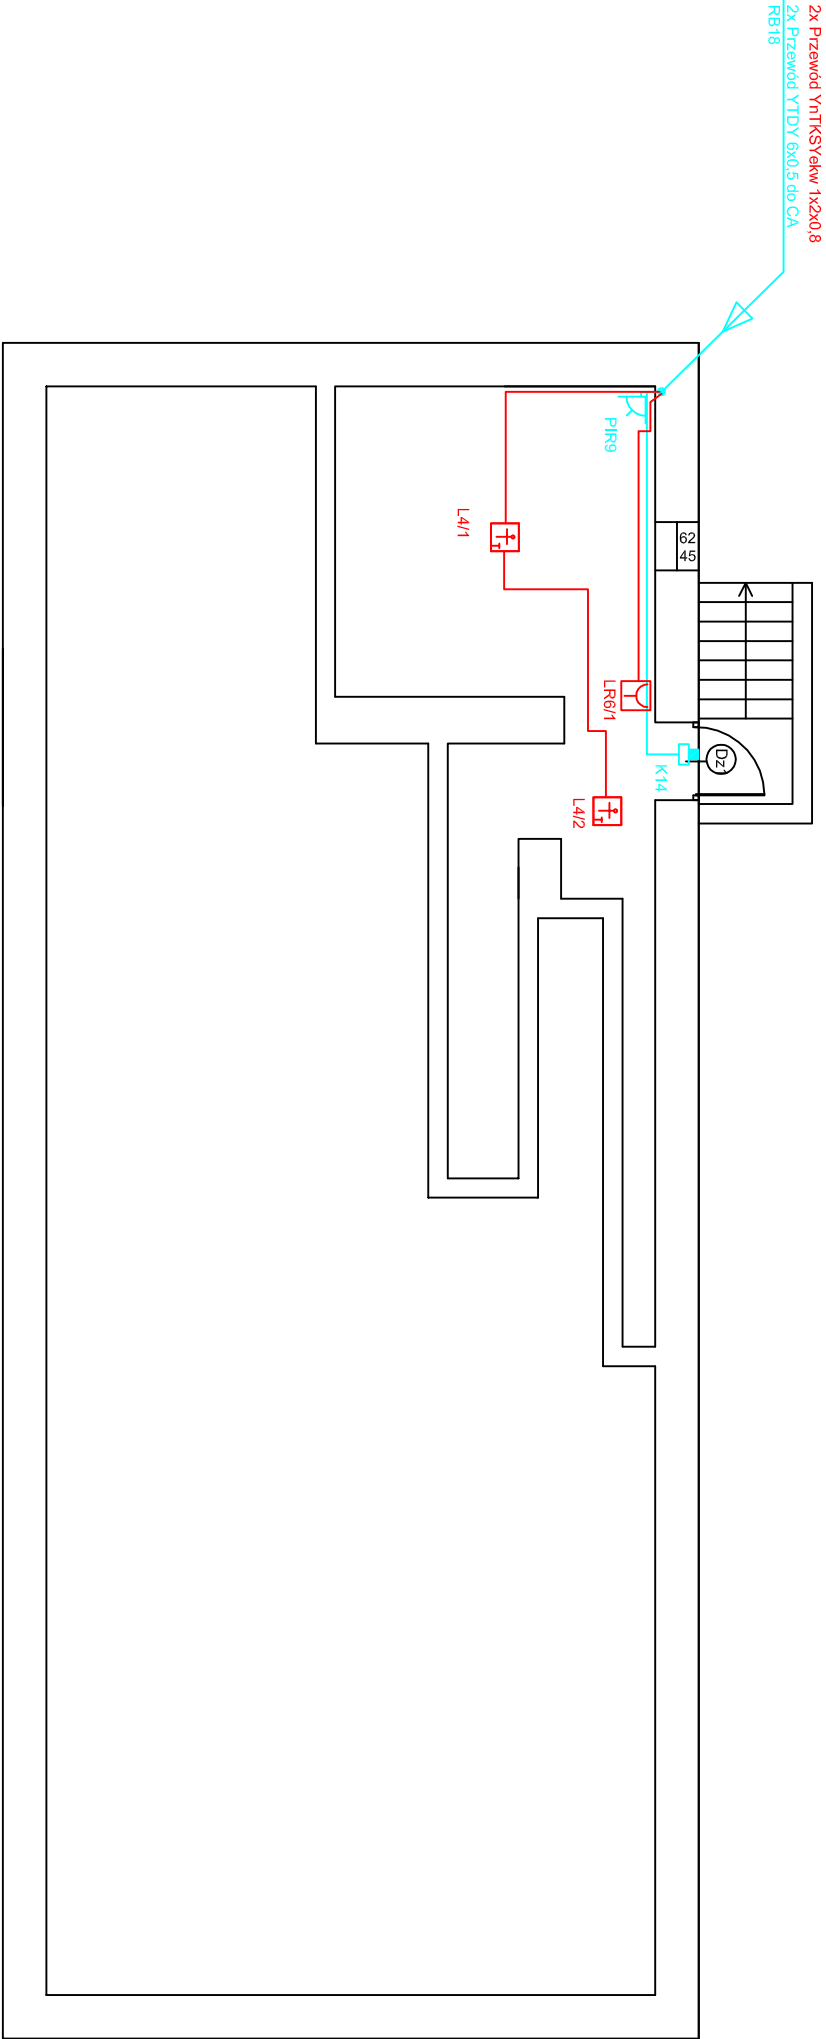 2x Przewód YnTKSYekw 1x2x0,8
2x Przewód YTDY 6x0,5 do CA
RB18
PIR9
L4/1
62
45
LR6/1
Dz1
K14
L4/2